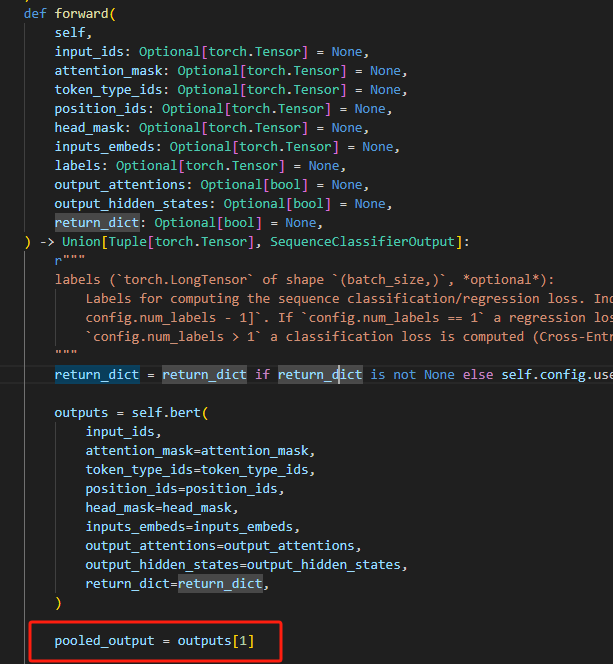 def forward(
    self,
    input_ids: Optional[torch.Tensor] = None,
    attention_mask: Optional[torch.Tensor] = None,
    token_type_ids: Optional[torch.Tensor] = None,
    position_ids: Optional[torch.Tensor] = None,
    head_mask: Optional[torch.Tensor] = None,
    inputs_embeds: Optional[torch.Tensor] = None,
    labels: Optional[torch.Tensor] = None,
    output_attentions: Optional[bool] = None,
    output_hidden_states: Optional[bool] = None,
    return_dict: Optional[bool] = None,
) -> Union[Tuple[torch.Tensor], SequenceClassifierOutput]:
    r"""
    labels (`torch.LongTensor` of shape `(batch_size,)`, *optional*):
        Labels for computing the sequence classification/regression loss.
        config.num_labels - 1]`. If `config.num_labels == 1` a regression
        `config.num_labels > 1` a classification loss is computed
    """
    return_dict = return_dict if return_dict is not None else self.config.use

    outputs = self.bert(
        input_ids,
        attention_mask=attention_mask,
        token_type_ids=token_type_ids,
        position_ids=position_ids,
        head_mask=head_mask,
        inputs_embeds=inputs_embeds,
        output_attentions=output_attentions,
        output_hidden_states=output_hidden_states,
        return_dict=return_dict,
    )

    pooled_output = outputs[1]